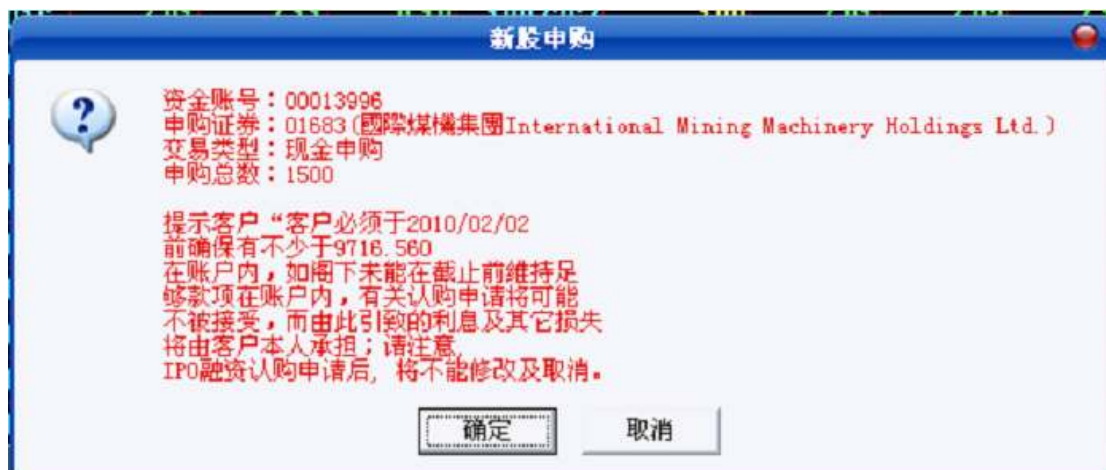 新股申购
资金账号：00013996
申购证券：01683(國際煤機集團International Mining Machinery Holdings Ltd.)
交易类型：现金申购
申购总数：1500
提示客户“客户必须于2010/02/02
前确保有不少于9716.560
在账户内，如阁下未能在截止前維持足
够款项在账户内，有关认购申请将可能
不被接受，而由此引致的利息及其它损失
将由客户本人承担；请注意，
IPO融资认购申请后，将不能修改及取消。
确定
取消